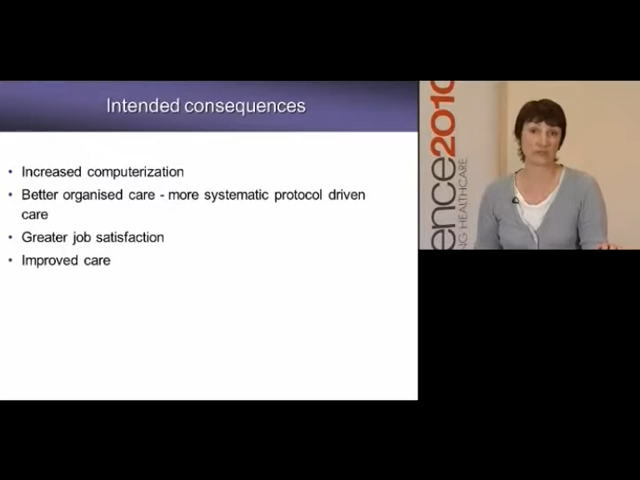 Intended consequences
• Increased computerization
• Better organised care - more systematic protocol driven
care
• Greater job satisfaction
• Improved care
ence2010
NG HEALTHCARE